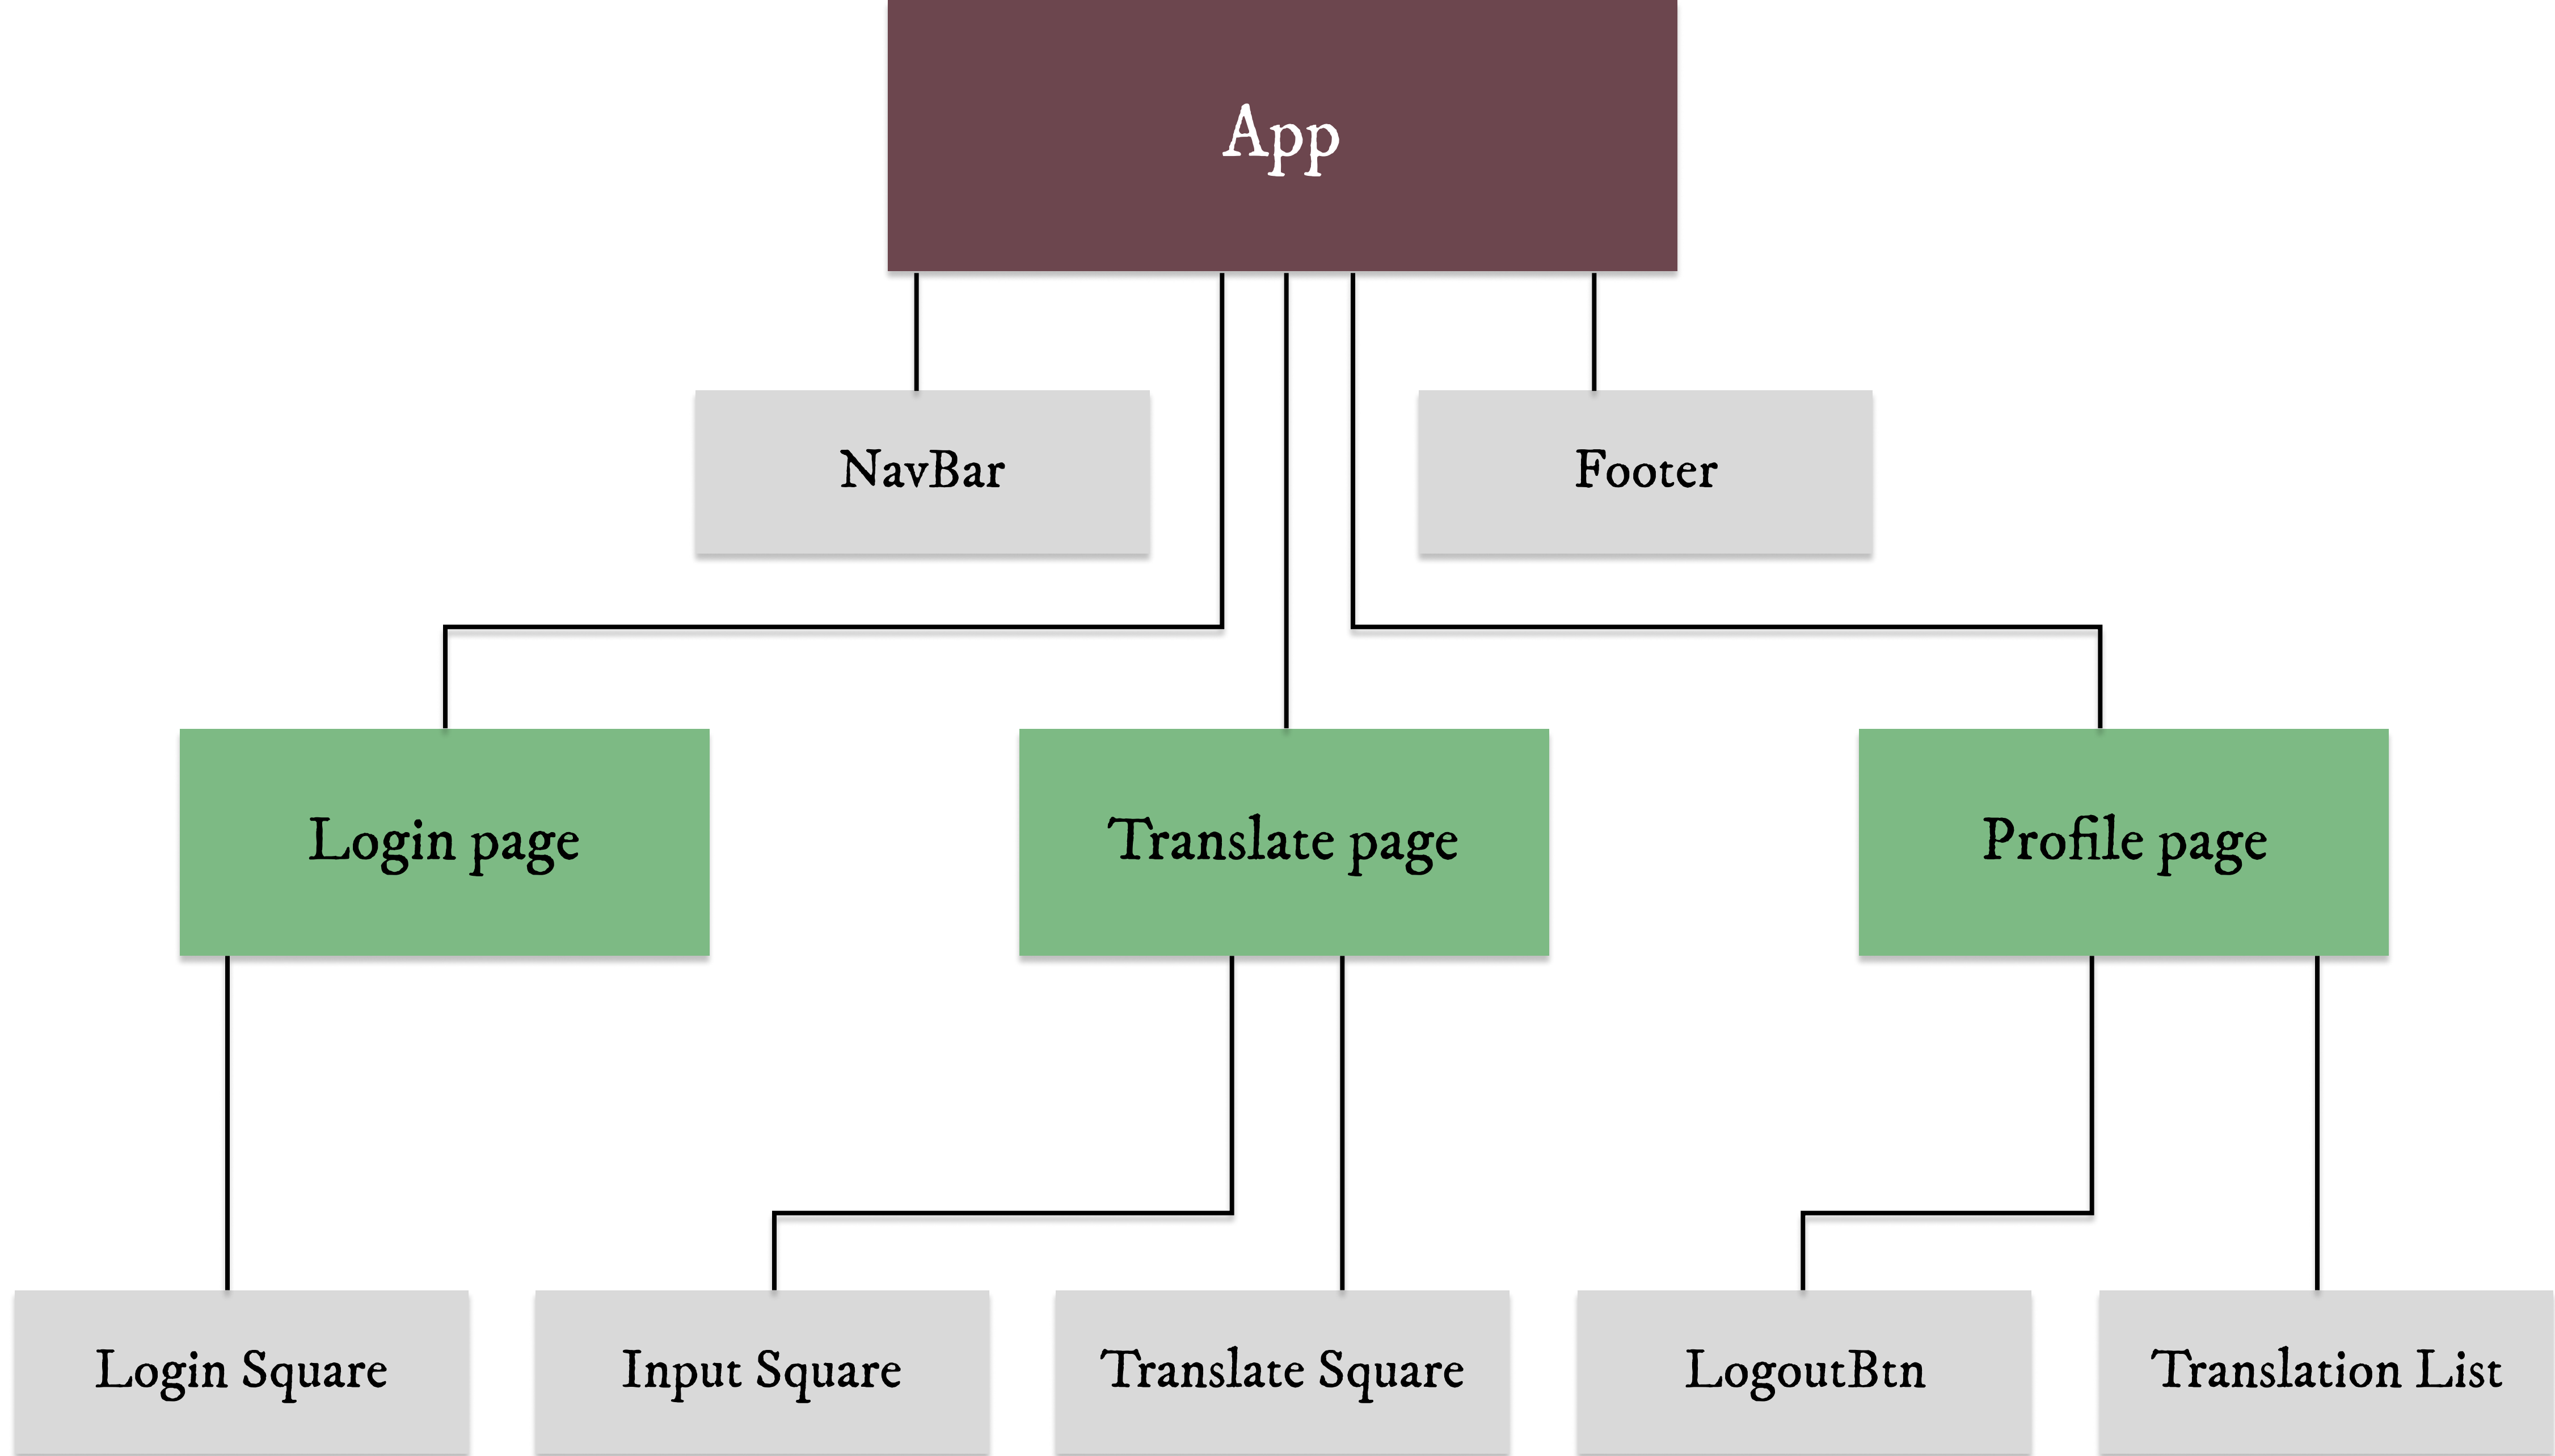 App
NavBar
Footer
Login page
Translate page
Profile page
Login Square
Input Square
Translate Square
LogoutBtn
Translation List